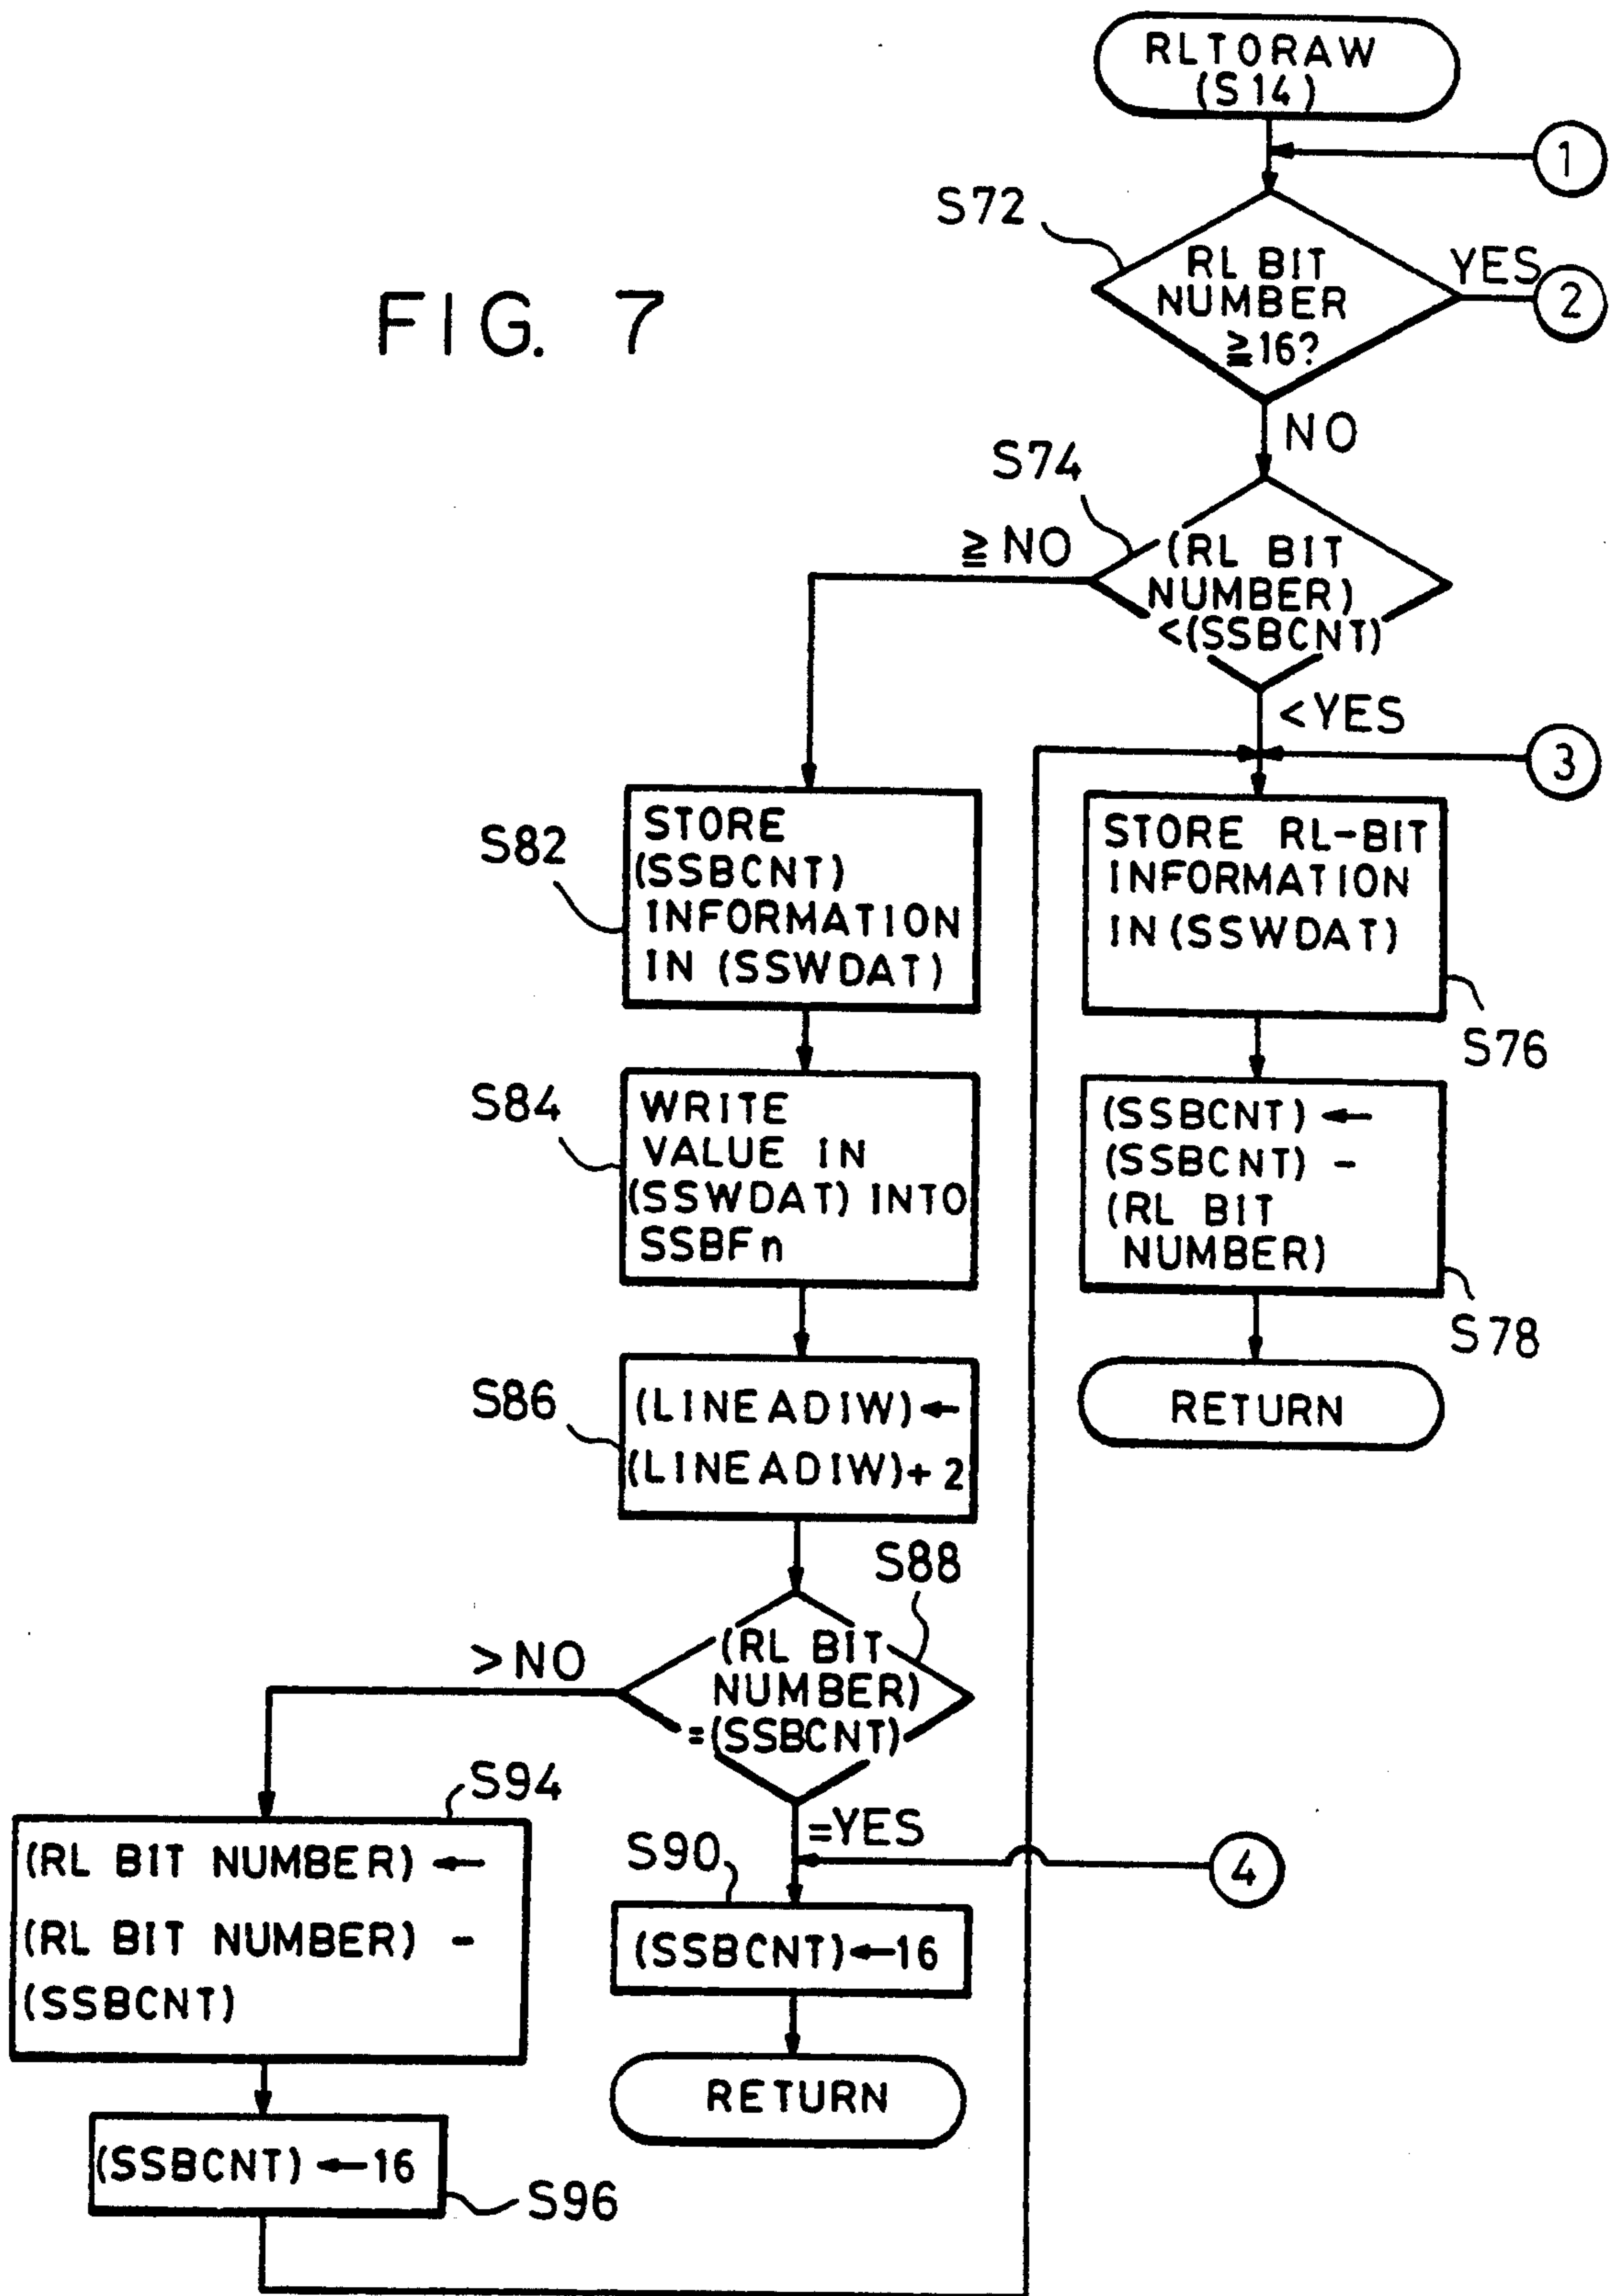 FIG. 7
RLTORAW
(S14)
1
S72
RL BIT
NUMBER
≧16?
YES
2
NO
S74
(RL BIT
NUMBER)
<(SSBCNT)
≧NO
<YES
3
STORE
(SSBCNT)
INFORMATION
IN (SSWDAT)
S82
STORE RL-BIT
INFORMATION
IN (SSWDAT)
S76
WRITE
VALUE IN
(SSWDAT) INTO
SSBFn
S84
(SSBCNT) ←
(SSBCNT) -
(RL BIT
NUMBER)
S78
RETURN
S86
(LINEADIW) ←
(LINEADIW)+2
S88
(RL BIT
NUMBER)
=(SSBCNT)
>NO
=YES
4
S94
(RL BIT NUMBER) ←
(RL BIT NUMBER) -
(SSBCNT)
S90
(SSBCNT)←16
RETURN
(SSBCNT) ←16
S96